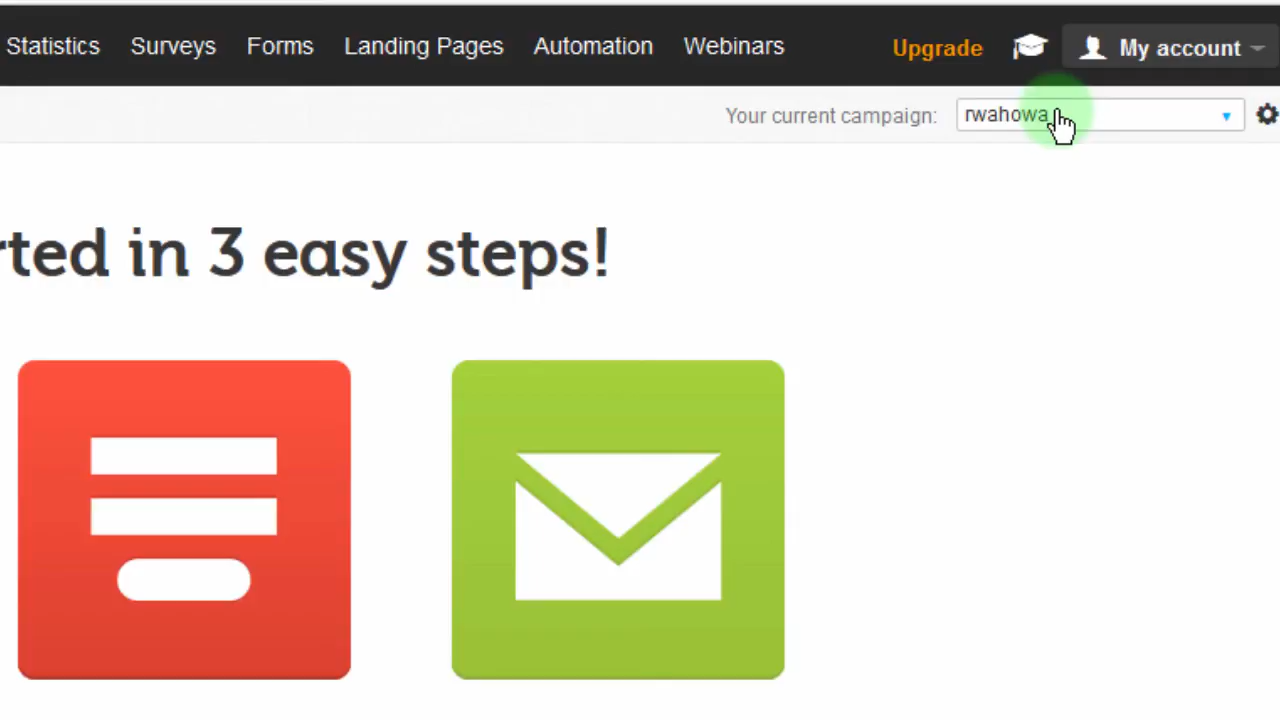 Statistics Surveys Forms Landing Pages Automation Webinars Upgrade My account
Your current campaign: rwahowa
rted in 3 easy steps!